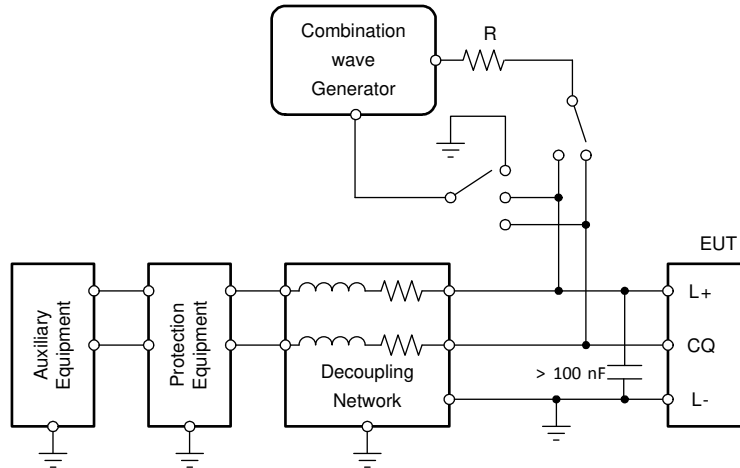 Combination
wave
Generator
R
EUT
L+
CQ
L-
> 100 nF
Auxiliary
Equipment
Protection
Equipment
Decoupling
Network